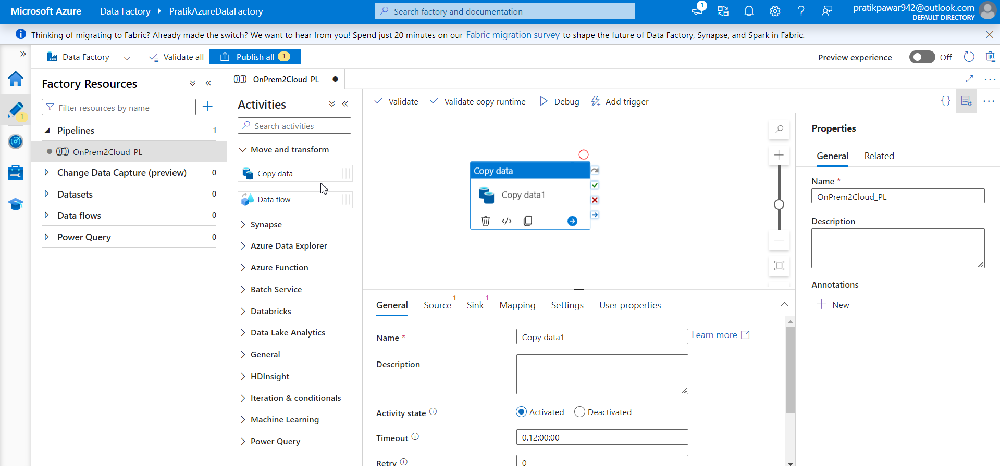 Microsoft Azure
Data Factory
PratikAzureDataFactory
Search factory and documentation
1
pratikpawar942@outlook.com
DEFAULT DIRECTORY
Thinking of migrating to Fabric? Already made the switch? We want to hear from you! Spend just 20 minutes on our Fabric migration survey to shape the future of Data Factory, Synapse, and Spark in Fabric.
Data Factory
Validate all
Publish all 1
Preview experience
Off
1
Factory Resources
Filter resources by name
Pipelines 1
OnPrem2Cloud_PL
Change Data Capture (preview) 0
Datasets 0
Data flows 0
Power Query 0
OnPrem2Cloud_PL
Activities
Search activities
Move and transform
Copy data
Data flow
Synapse
Azure Data Explorer
Azure Function
Batch Service
Databricks
Data Lake Analytics
General
HDInsight
Iteration & conditionals
Machine Learning
Power Query
Validate
Validate copy runtime
Debug
Add trigger
Copy data
Copy data1
General
Source 1
Sink 1
Mapping
Settings
User properties
Name *
Copy data1
Learn more
Description
Activity state
Activated
Deactivated
Timeout
0.12:00:00
Retry
0
Properties
General
Related
Name *
OnPrem2Cloud_PL
Description
Annotations
New